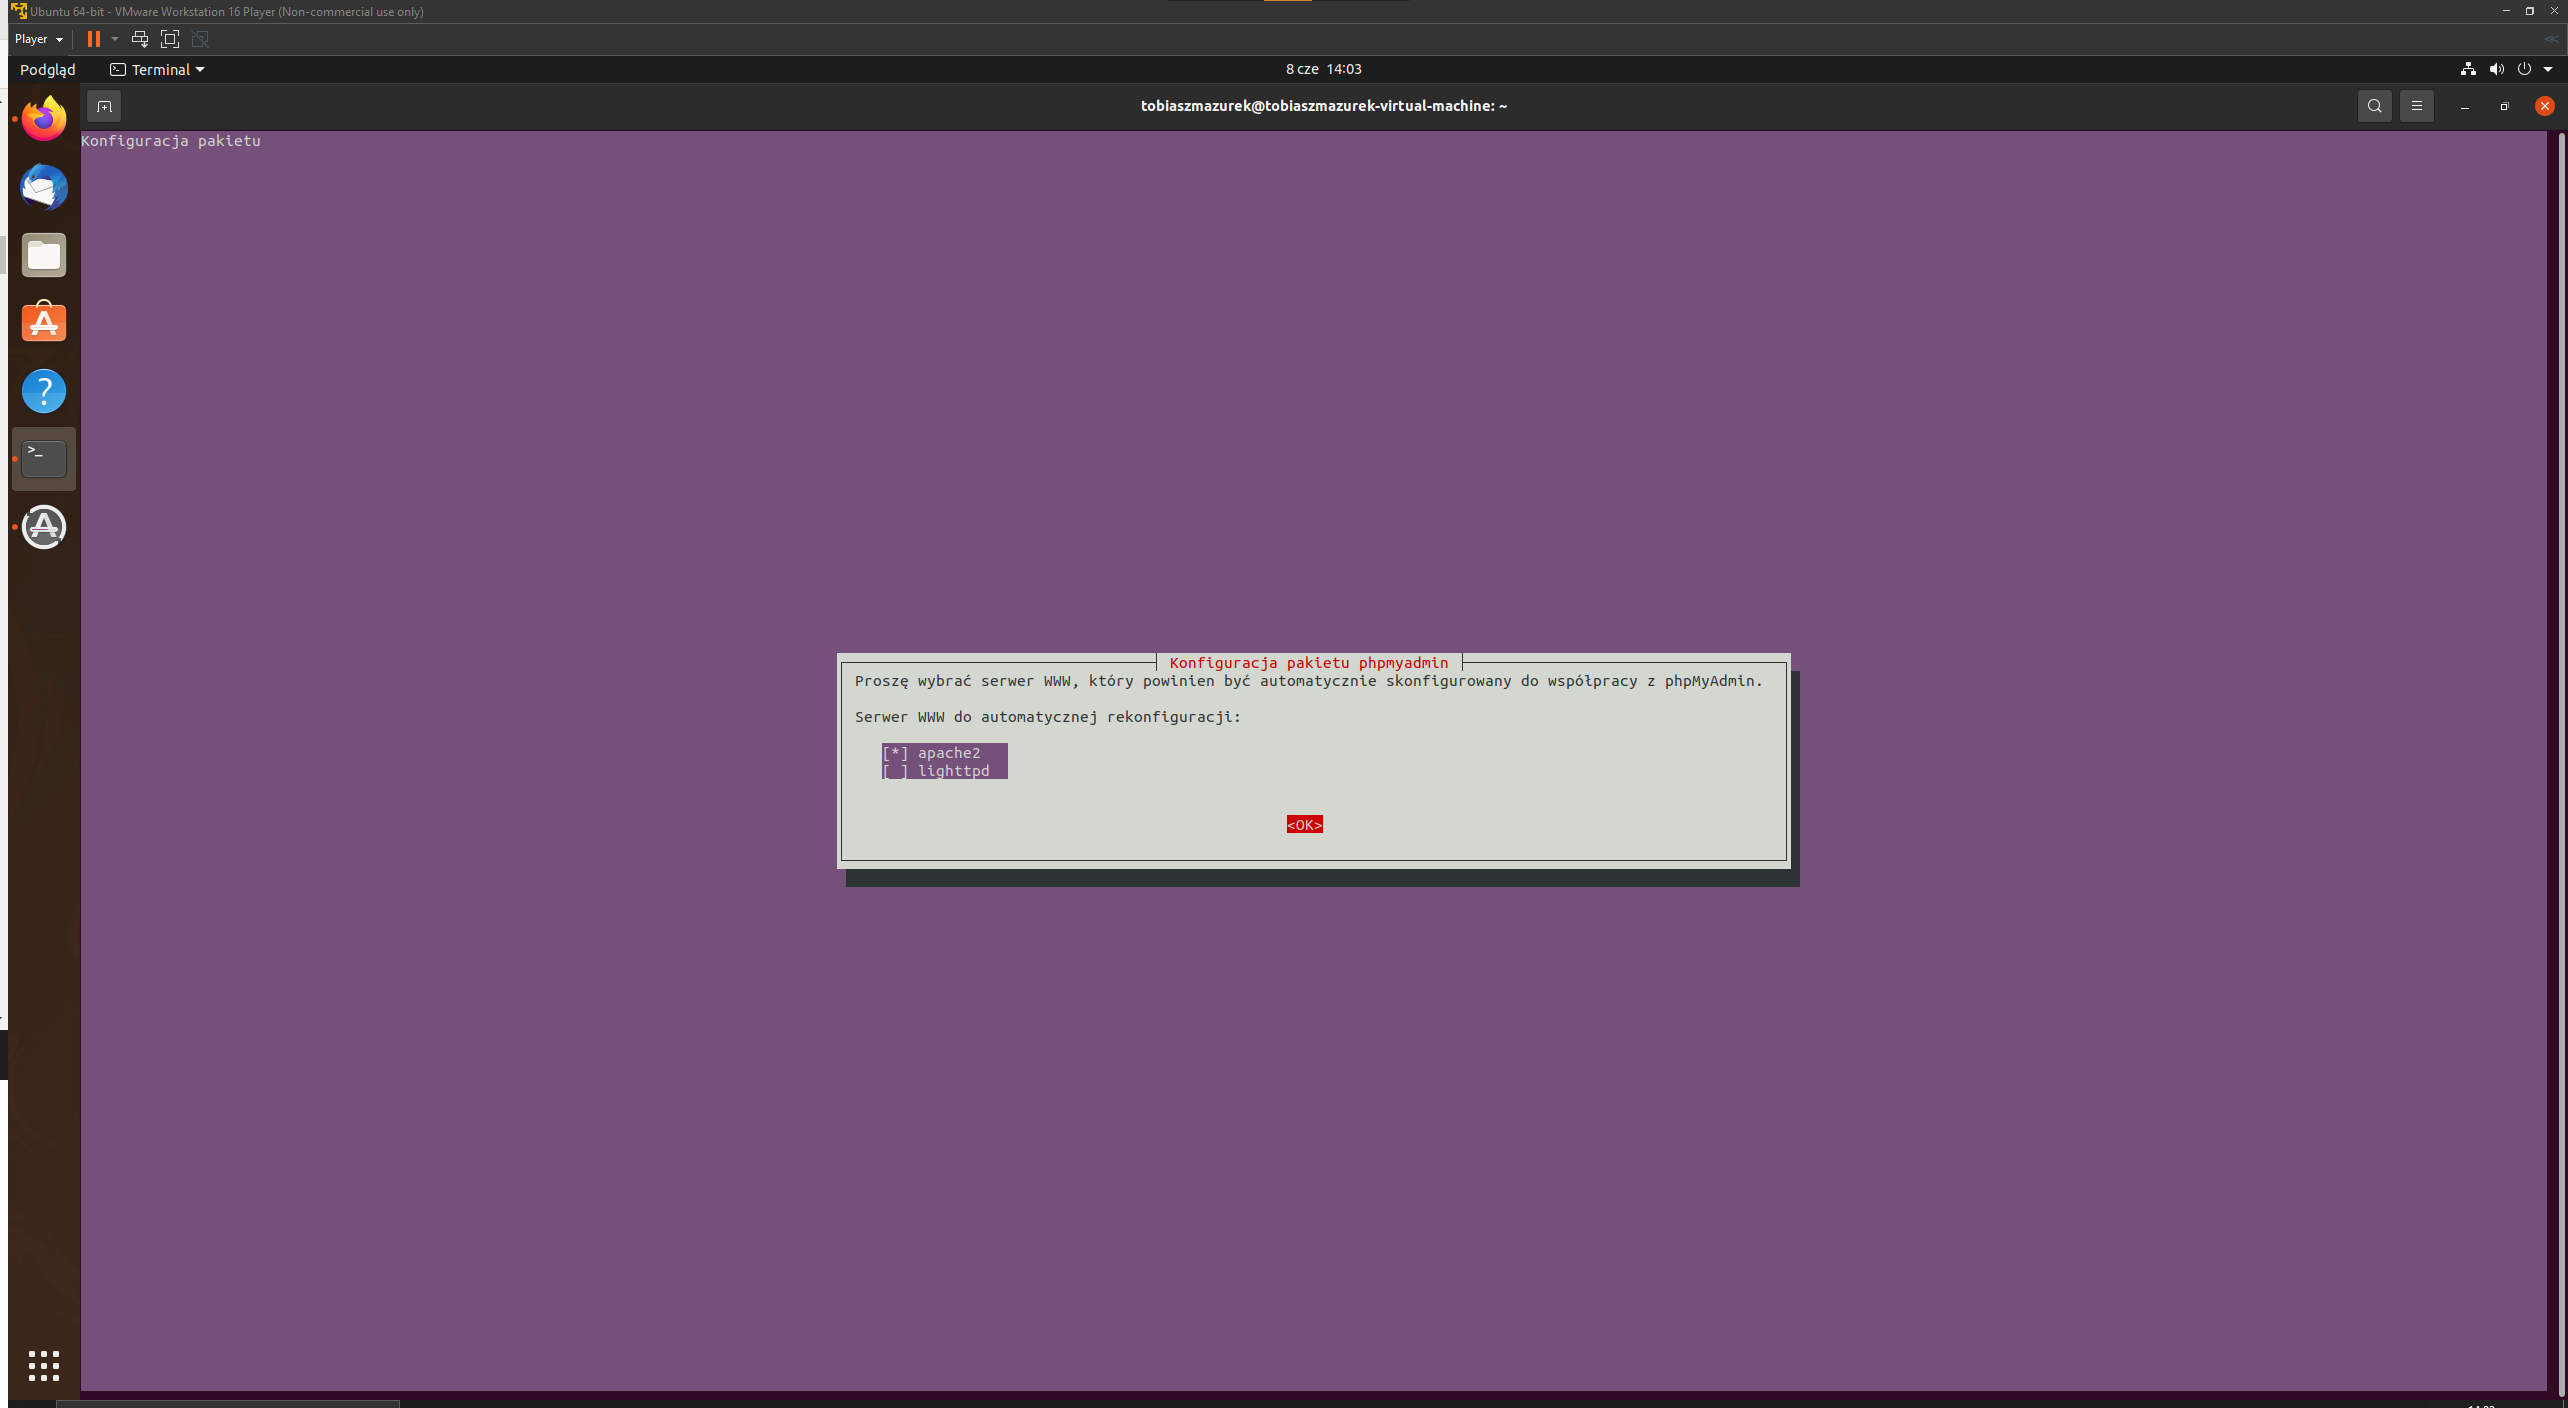 Ubuntu 64-bit - VMware Workstation 16 Player (Non-commercial use only)
Player
Podgląd
Terminal
8 cze 14:03
tobiaszmazurek@tobiaszmazurek-virtual-machine: ~
Konfiguracja pakietu
Konfiguracja pakietu phpmyadmin
Proszę wybrać serwer WWW, który powinien być automatycznie skonfigurowany do współpracy z phpMyAdmin.
Serwer WWW do automatycznej rekonfiguracji:
[*] apache2
[ ] lighttpd
<OK>